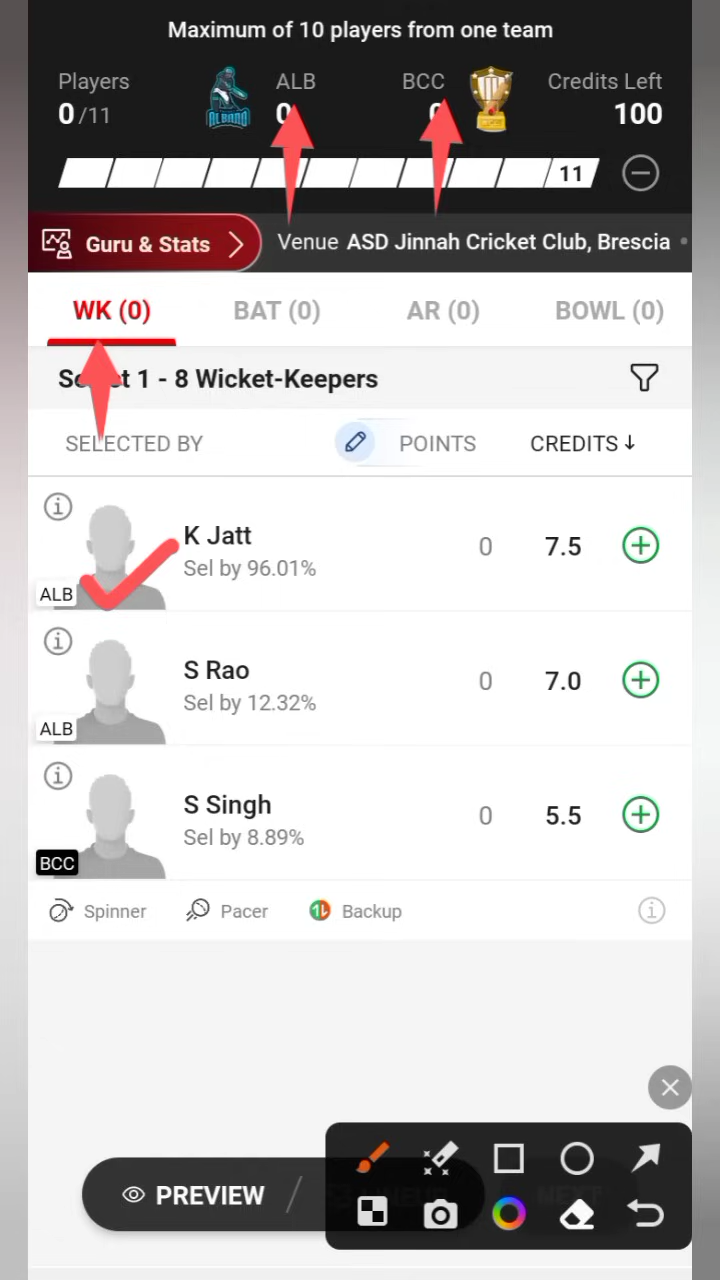 Maximum of 10 players from one team
Players ALB BCC Credits Left
0/11 0 100
11
Guru & Stats Venue ASD Jinnah Cricket Club, Brescia
WK (0) BAT (0) AR (0) BOWL (0)
1 - 8 Wicket-Keepers
SELECTED BY POINTS CREDITS ↓
K Jatt
Sel by 96.01%
0 7.5
ALB
S Rao
Sel by 12.32%
0 7.0
ALB
S Singh
Sel by 8.89%
0 5.5
BCC
Spinner Pacer Backup
PREVIEW